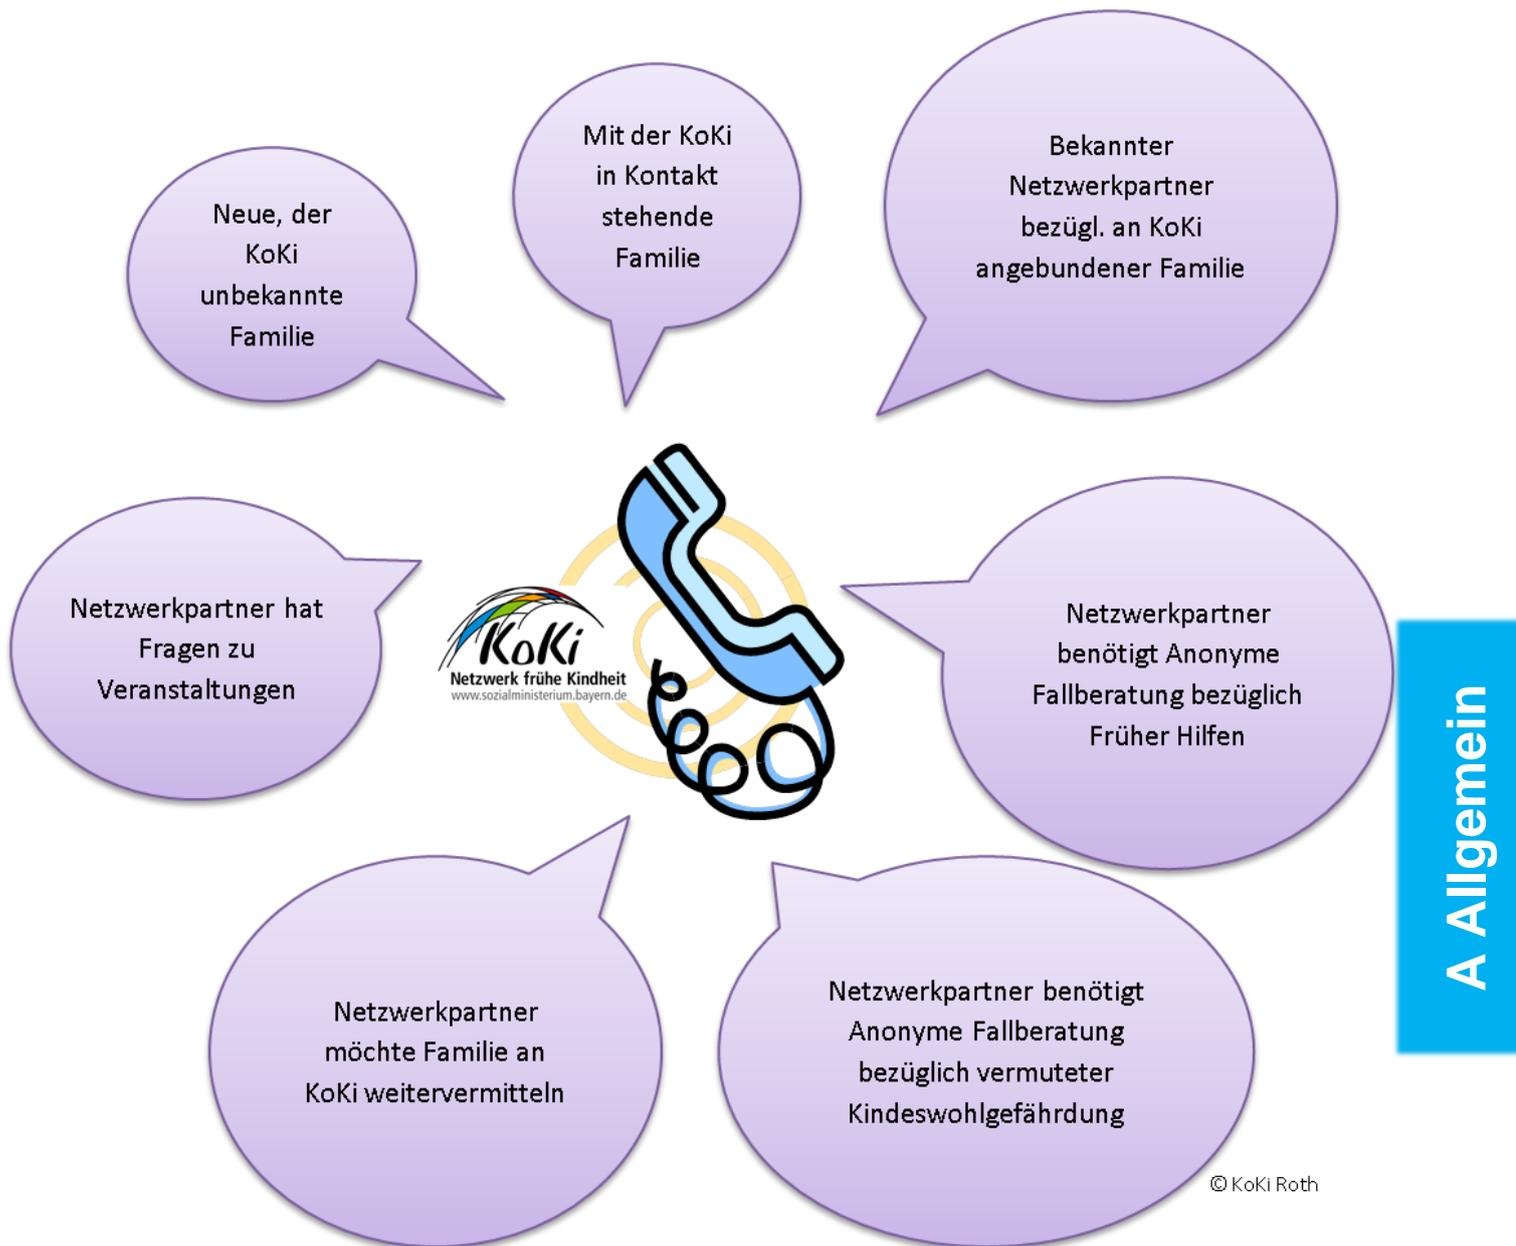 Neue, der
KoKi
unbekannte
Familie
Mit der KoKi
in Kontakt
stehende
Familie
Bekannter
Netzwerkpartner
bezügl. an KoKi
angebundener Familie
Netzwerkpartner hat
Fragen zu
Veranstaltungen
KoKi
Netzwerk frühe Kindheit
www.sozialministerium.bayern.de
Netzwerkpartner
benötigt Anonyme
Fallberatung bezüglich
Früher Hilfen
A Allgemein
Netzwerkpartner
möchte Familie an
KoKi weitervermitteln
Netzwerkpartner benötigt
Anonyme Fallberatung
bezüglich vermuteter
Kindeswohlgefährdung
© KoKi Roth